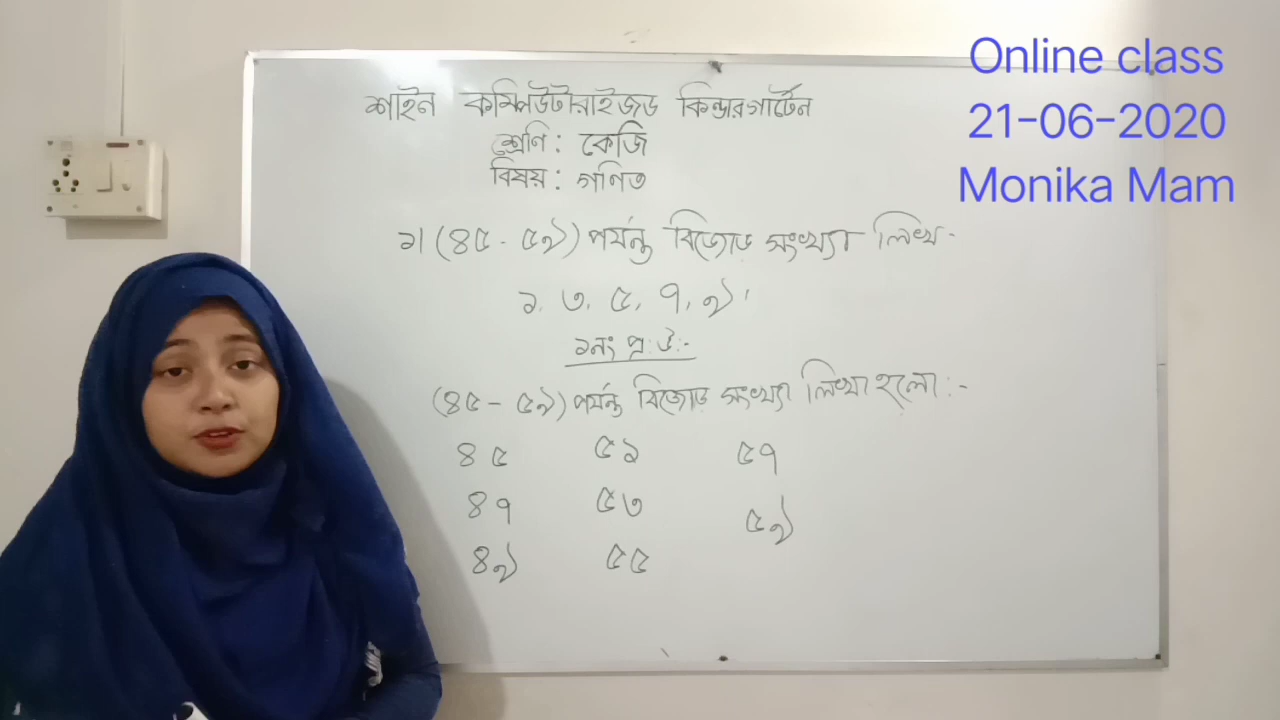 Online class
21-06-2020
Monika Mam
শাইন কম্পিউটারাইজড কিন্ডারগার্টেন
শ্রেণি : কেজি
বিষয় : গণিত
১। (৪৫ - ৫৯) পর্যন্ত বিজোড় সংখ্যা লিখ -
১, ৩, ৫, ৭, ৯।
১নং প্র: উ:-
(৪৫ - ৫৯) পর্যন্ত বিজোড় সংখ্যা লিখা হলো :-
৪৫ ৫১ ৫৭
৪৭ ৫৩ ৫৯
৪৯ ৫৫